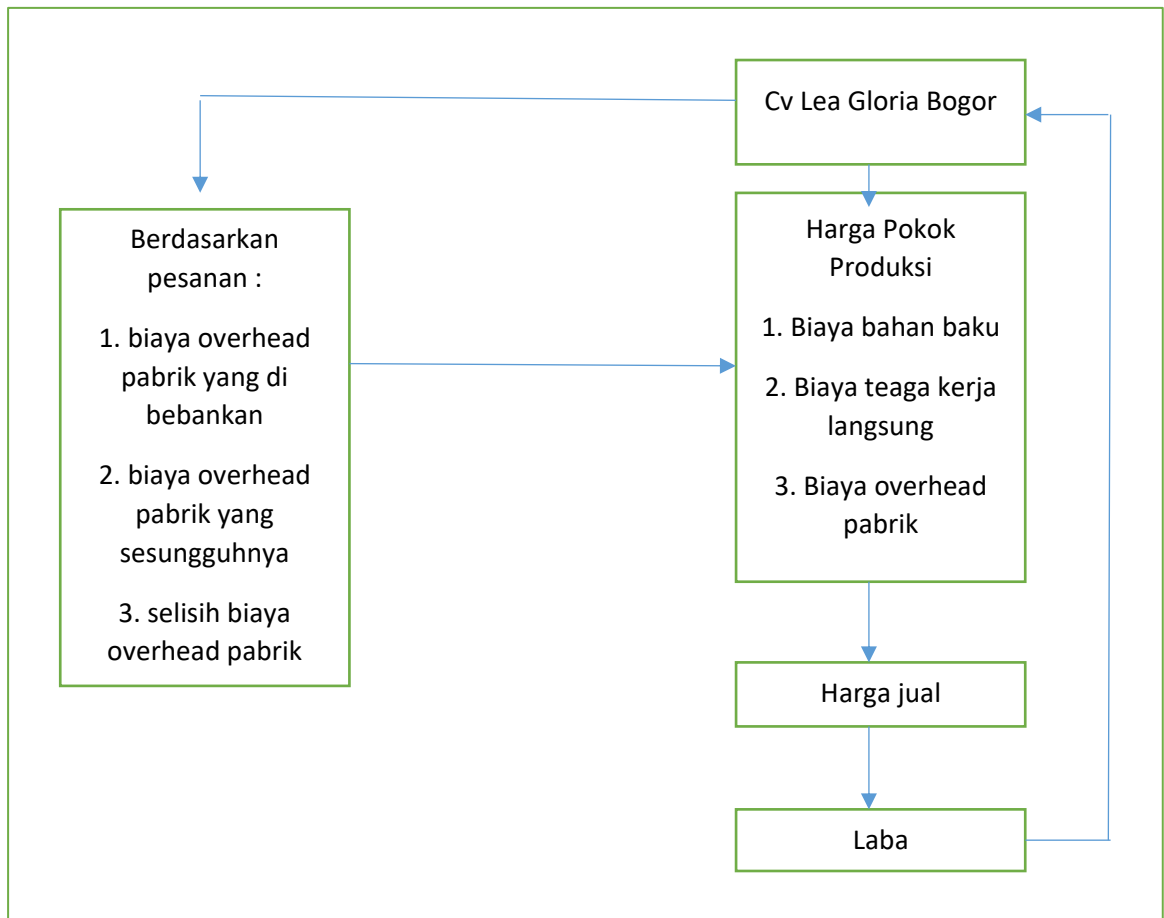 Cv Lea Gloria Bogor
Berdasarkan
pesanan :
1. biaya overhead
pabrik yang di
bebankan
2. biaya overhead
pabrik yang
sesungguhnya
3. selisih biaya
overhead pabrik
Harga Pokok
Produksi
1. Biaya bahan baku
2. Biaya teaga kerja
langsung
3. Biaya overhead
pabrik
Harga jual
Laba